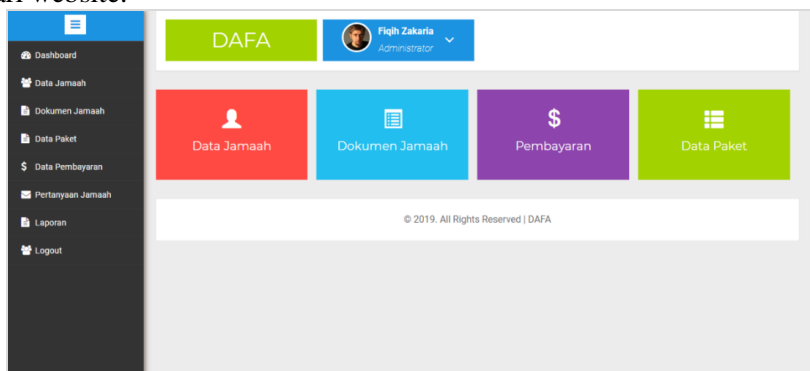 Dashboard
Data Jamaah
Dokumen Jamaah
Data Paket
$ Data Pembayaran
Pertanyaan Jamaah
Laporan
Logout
DAFA
Fiqih Zakaria
Administrator
Data Jamaah
Dokumen Jamaah
$
Pembayaran
Data Paket
© 2019. All Rights Reserved | DAFA